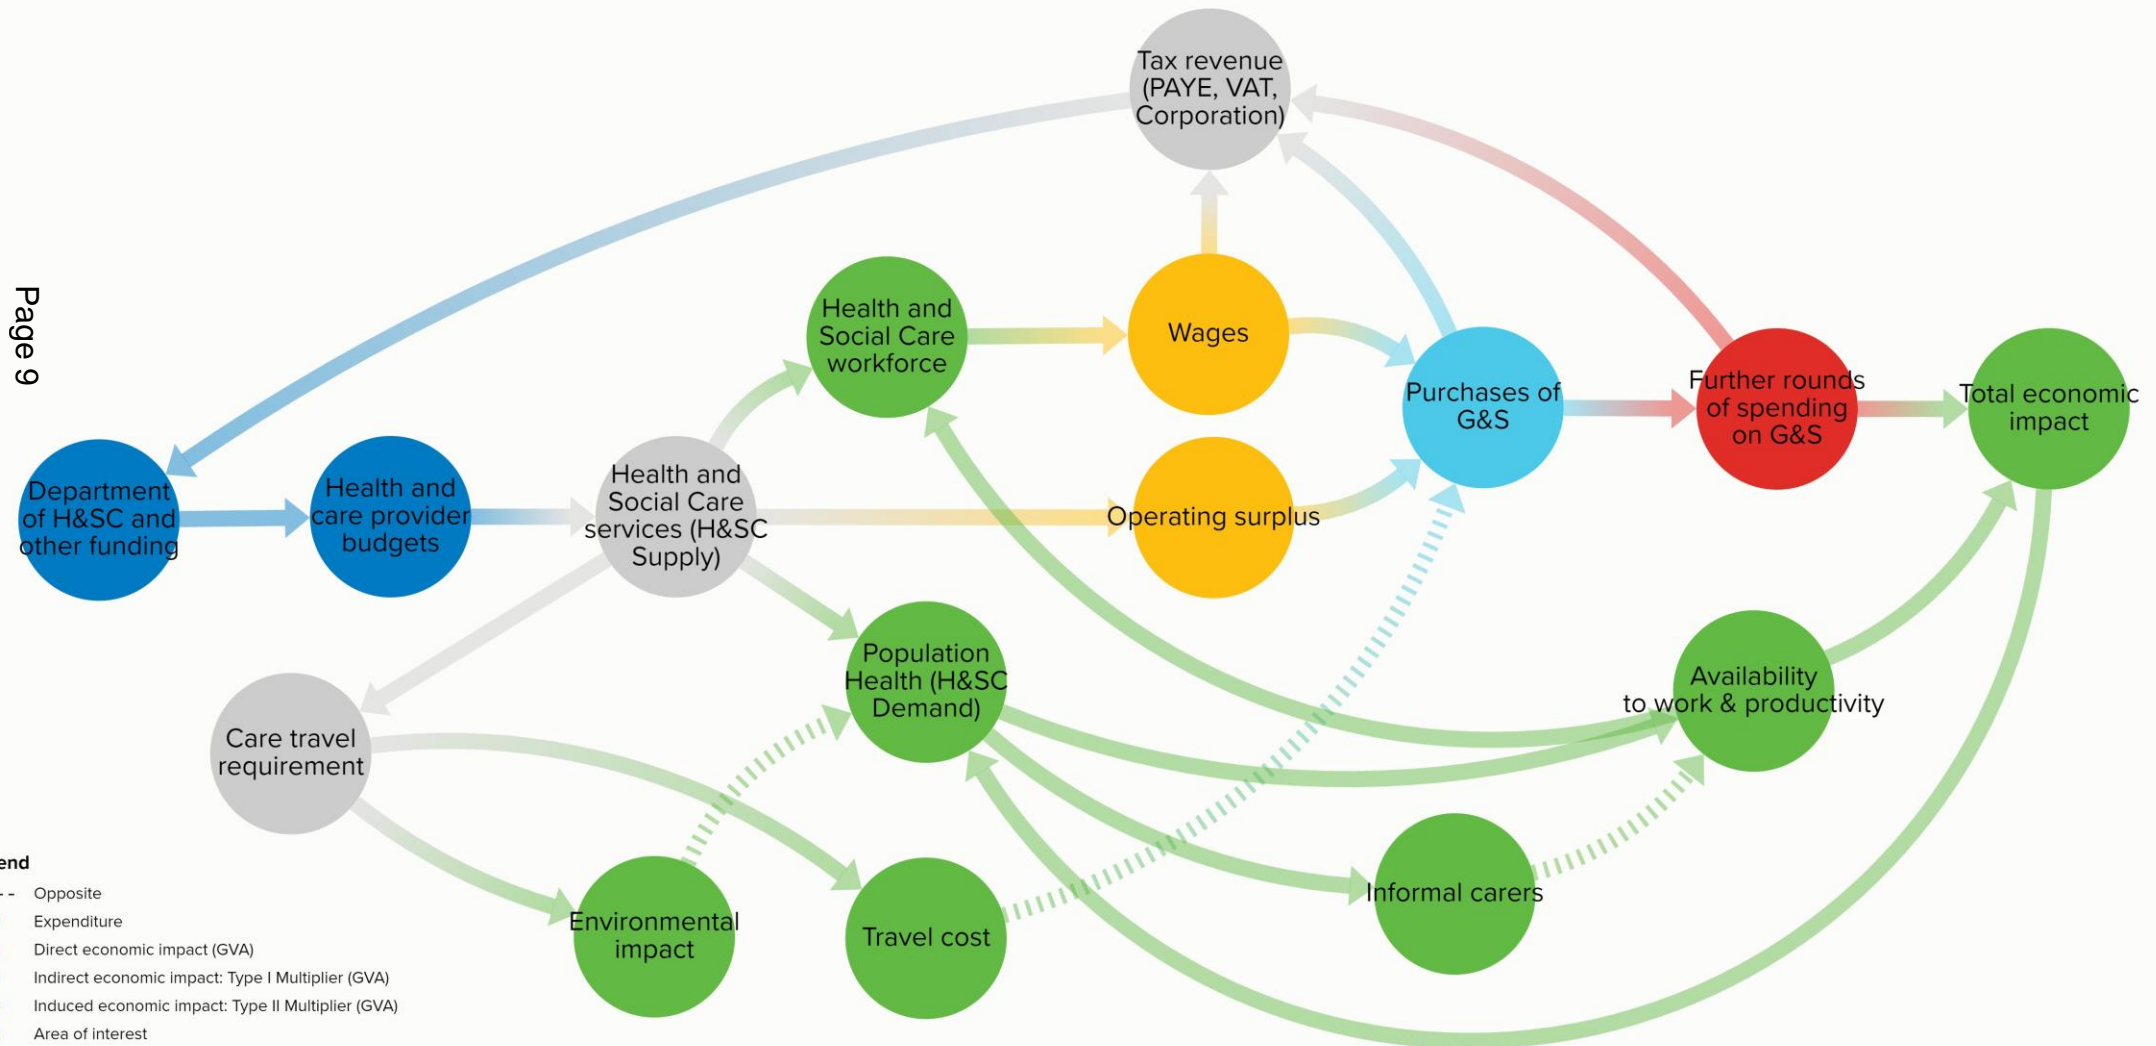 Tax revenue
(PAYE, VAT,
Corporation)
Page 9
Health and
Social Care
workforce
Wages
Purchases of
G&S
Further rounds
of spending
on G&S
Total economic
impact
Department
of H&SC and
other funding
Health and
care provider
budgets
Health and
Social Care
services (H&SC
Supply)
Operating surplus
Population
Health (H&SC
Demand)
Availability
to work & productivity
Care travel
requirement
Environmental
impact
Travel cost
Informal carers
end
Opposite
Expenditure
Direct economic impact (GVA)
Indirect economic impact: Type I Multiplier (GVA)
Induced economic impact: Type II Multiplier (GVA)
Area of interest